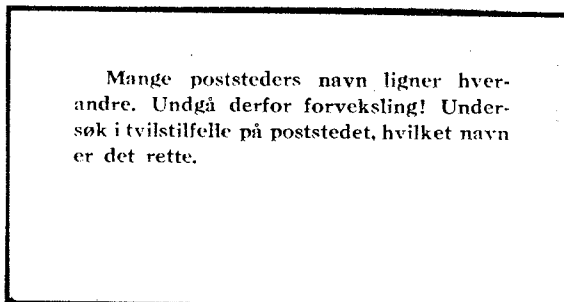 Mange poststeders navn ligner hver-
andre. Undgå derfor forveksling! Under-
søk i tvilstilfelle på poststedet, hvilket navn
er det rette.